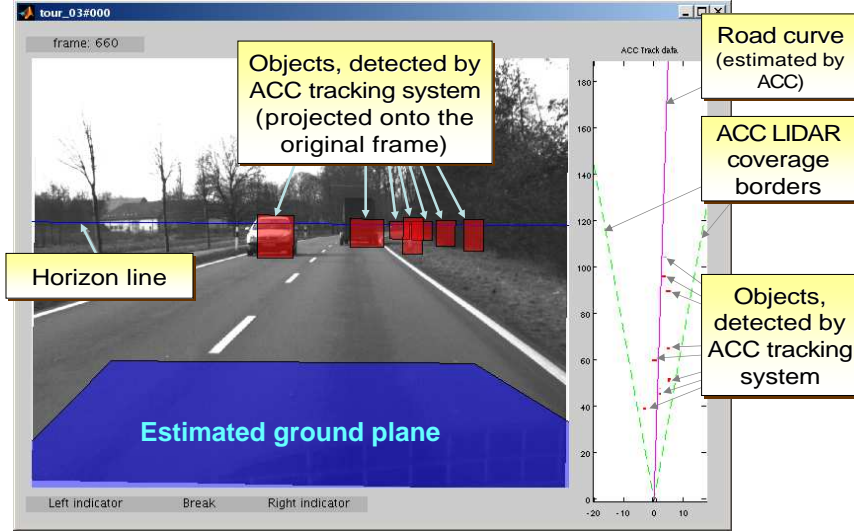 tour_03#000
frame: 660
Objects, detected by
ACC tracking system
(projected onto the
original frame)
Horizon line
Estimated ground plane
Left indicator
Break
Right indicator
ACC Track data.
180
160
140
120
100
80
60
40
20
0
-20
-10
0
10
Road curve
(estimated by
ACC)
ACC LIDAR
coverage
borders
Objects,
detected by
ACC tracking
system